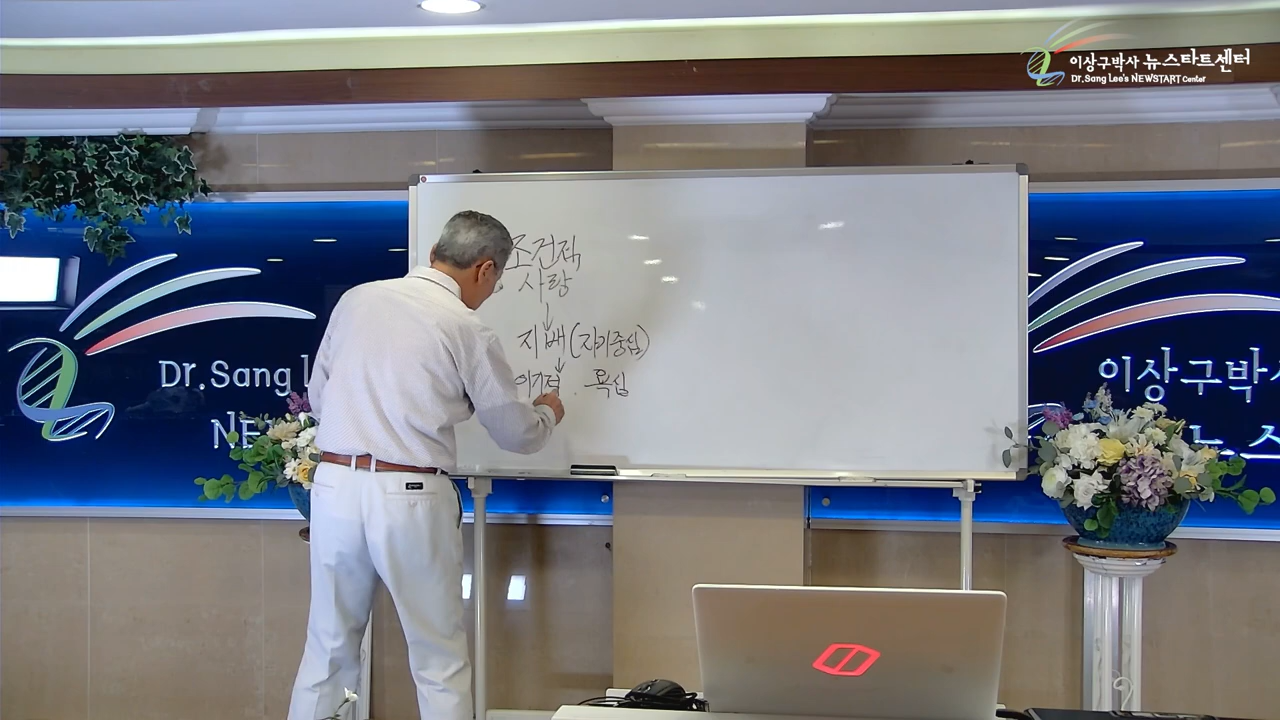 이상구박사 뉴스타트센터
Dr.Sang Lee's NEWSTART Center
조건적
사랑
↓
지배(자기중심)
↓
이기적. 욕심
Dr.Sang
NE
이상구박사
뉴스